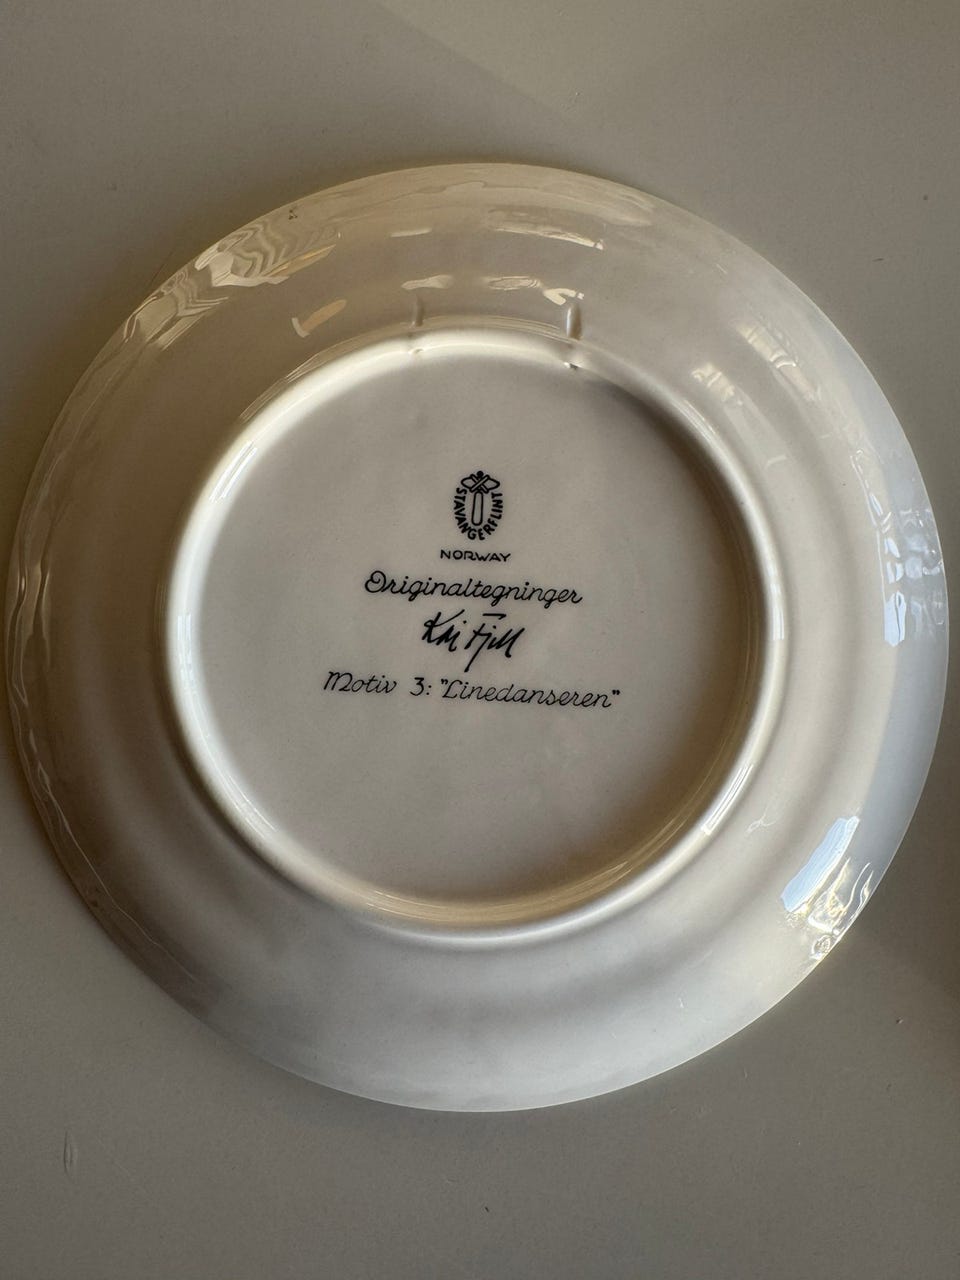 STAVANGERFLINT
NORWAY
Originaltegninger
Kai Fjell
Motiv 3: "Linedanseren"